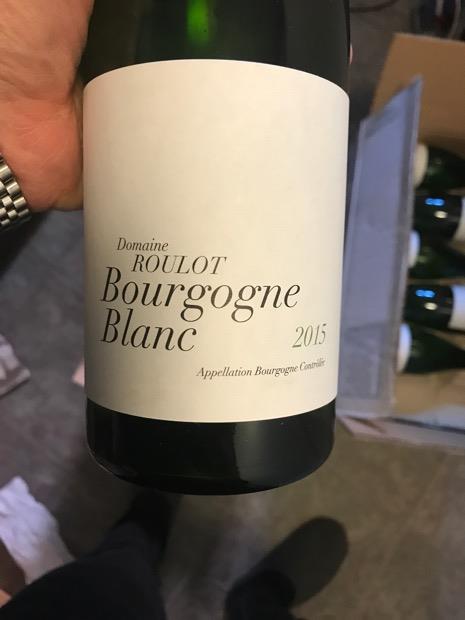 Domaine
ROULOT
Bourgogne
Blanc
2015
Appellation Bourgogne Contrôlée